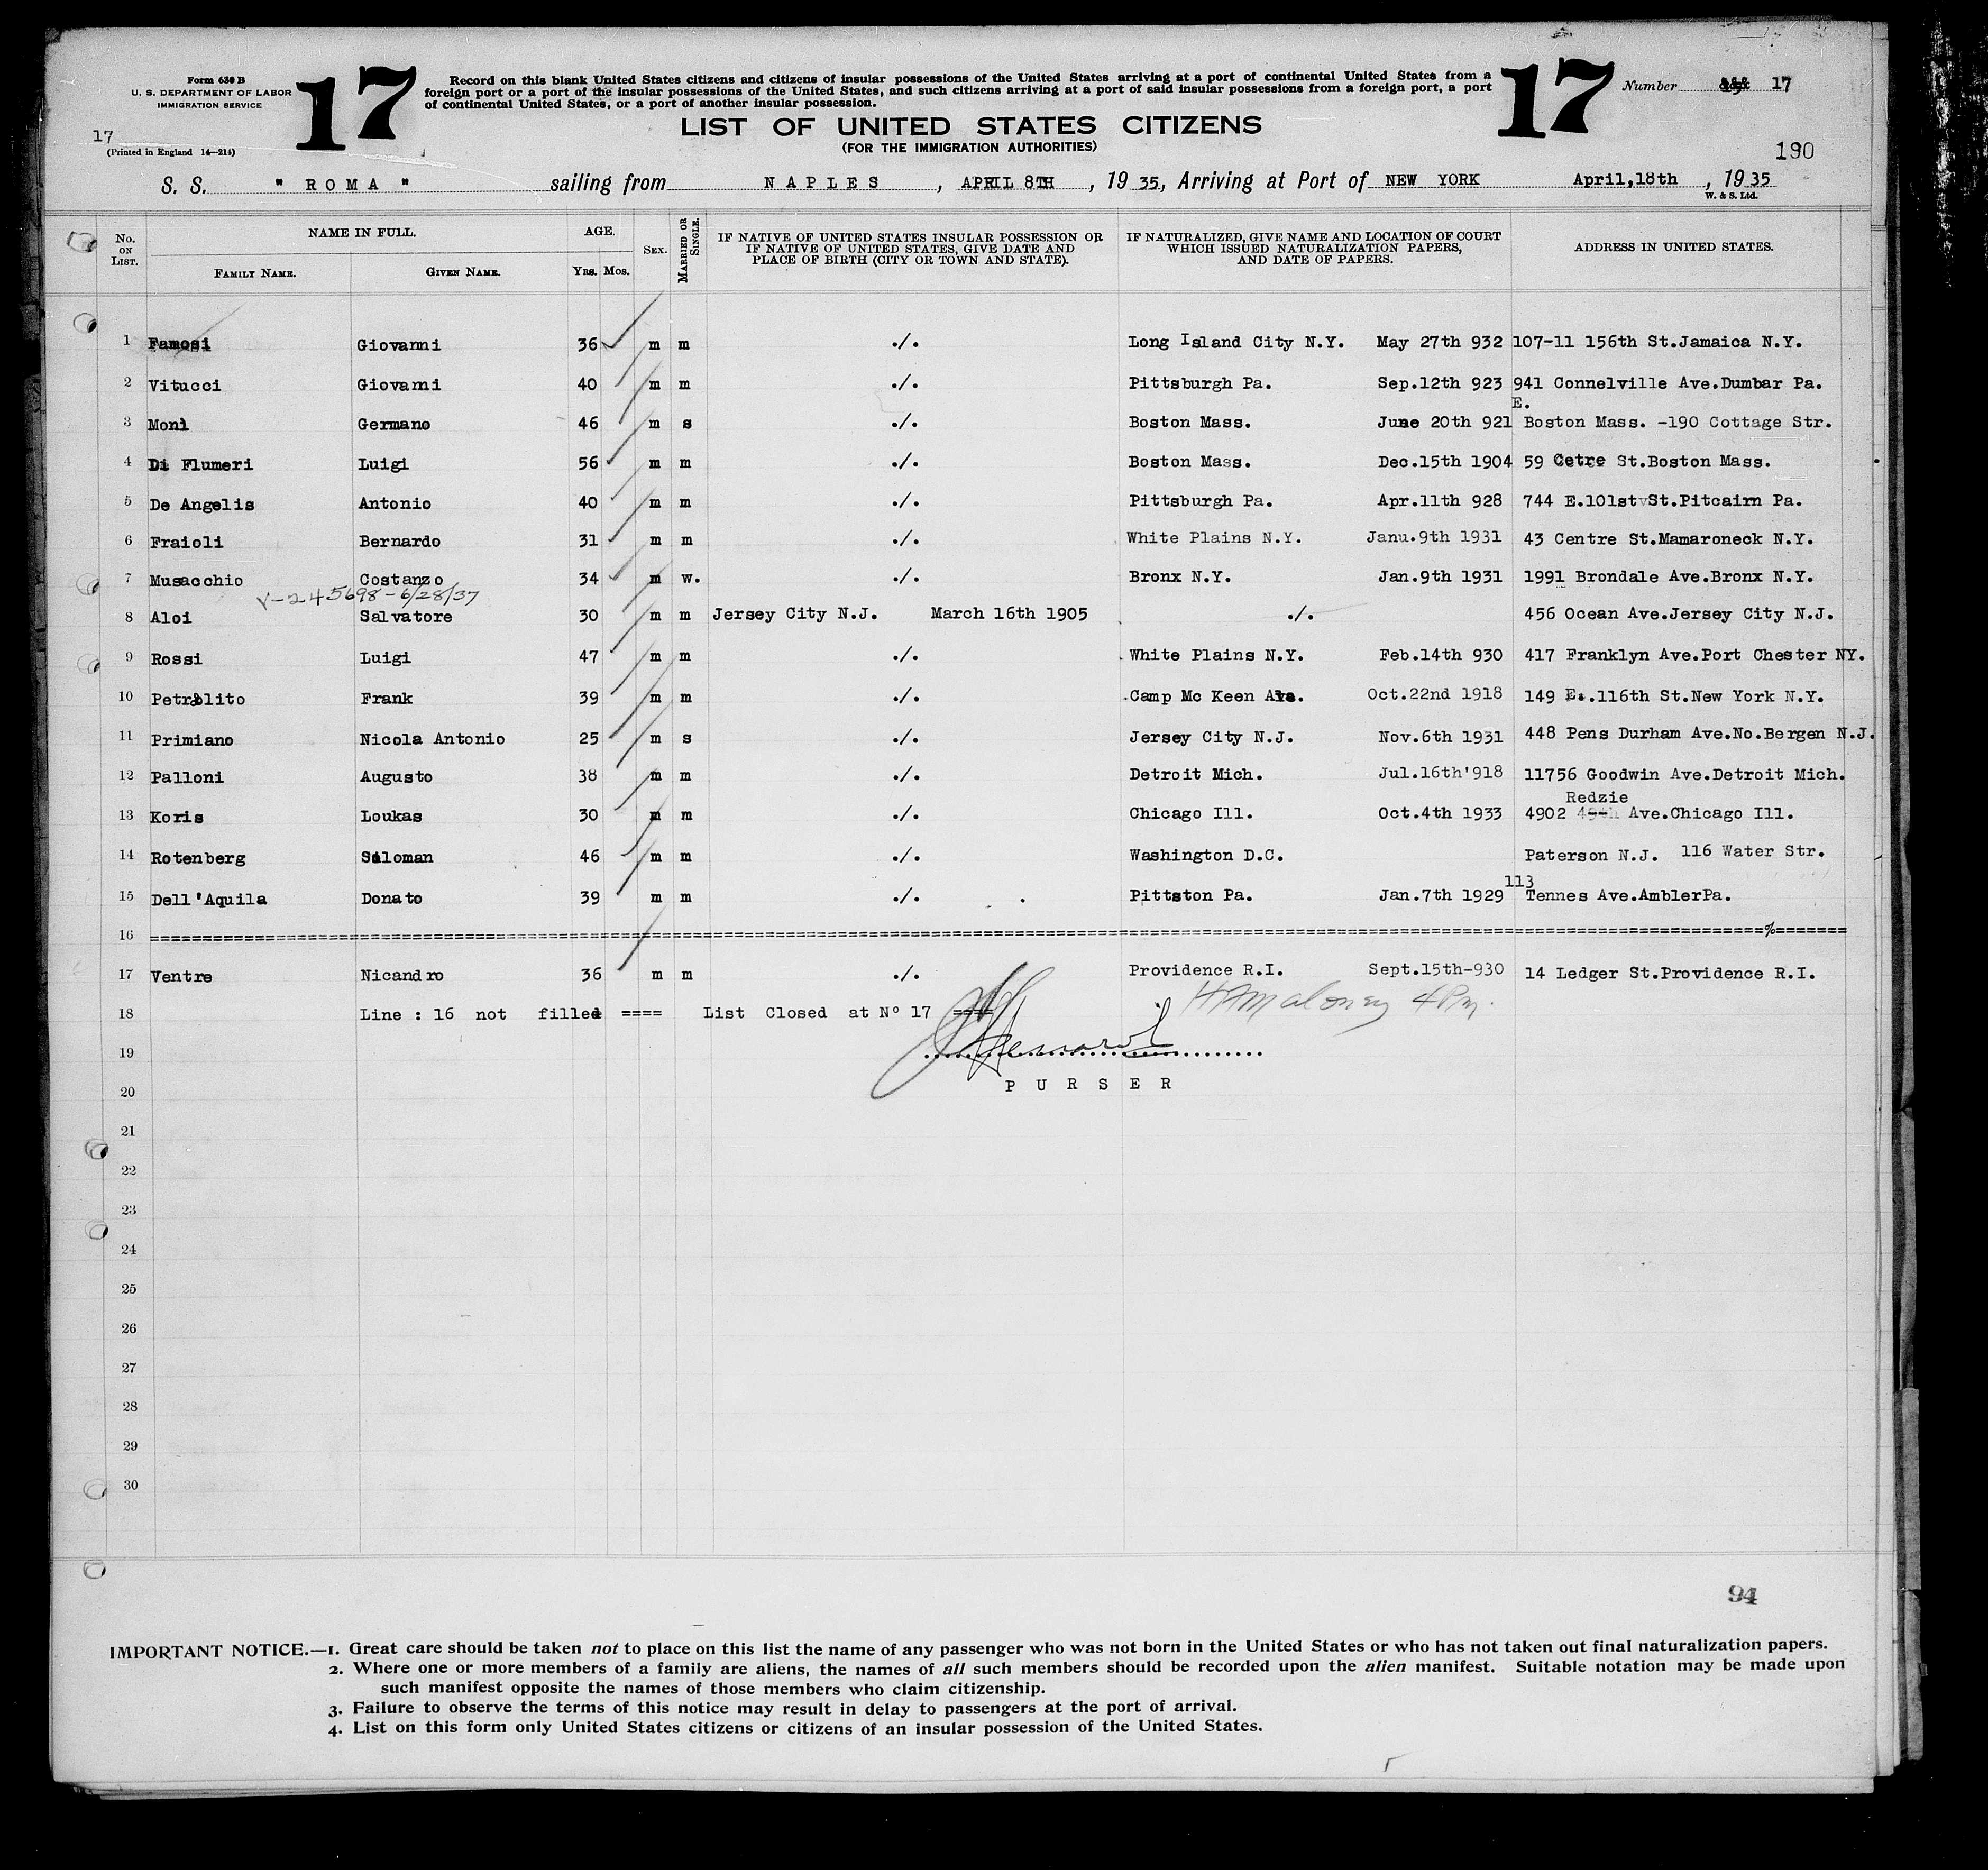 Form 630 B
U. S. DEPARTMENT OF LABOR
IMMIGRATION SERVICE
17
(Printed in England 14—214)
17
Record on this blank United States citizens and citizens of insular possessions of the United States arriving at a port of continental United States from a
foreign port or a port of the insular possessions of the United States, and such citizens arriving at a port of said insular possessions from a foreign port, a port
of continental United States, or a port of another insular possession.
LIST OF UNITED STATES CITIZENS
(FOR THE IMMIGRATION AUTHORITIES)
17
Number 17
190
S. S. " R O M A " sailing from N A P L E S , APRIL 8TH , 19 35, Arriving at Port of NEW YORK April,18th , 19 35
W. & S. Ltd.
No. ON LIST. NAME IN FULL. FAMILY NAME. GIVEN NAME. AGE. YRS. MOS. SEX. MARRIED OR SINGLE. IF NATIVE OF UNITED STATES INSULAR POSSESSION OR IF NATIVE OF UNITED STATES, GIVE DATE AND PLACE OF BIRTH (CITY OR TOWN AND STATE). IF NATURALIZED, GIVE NAME AND LOCATION OF COURT WHICH ISSUED NATURALIZATION PAPERS, AND DATE OF PAPERS. ADDRESS IN UNITED STATES.
1 Famosi Giovanni 36 m m ./. Long Island City N.Y. May 27th 932 107-11 156th St.Jamaica N.Y.
2 Vitucci Giovanni 40 m m ./. Pittsburgh Pa. Sep.12th 923 941 Connelville Ave.Dumbar Pa.
E.
3 Monì Germano 46 m s ./. Boston Mass. June 20th 921 Boston Mass. -190 Cottage Str.
4 Di Flumeri Luigi 56 m m ./. Boston Mass. Dec.15th 1904 59 Cetre St.Boston Mass.
5 De Angelis Antonio 40 m m ./. Pittsburgh Pa. Apr.11th 928 744 E.101st St.Pitcairn Pa.
6 Fraioli Bernardo 31 m m ./. White Plains N.Y. Janu.9th 1931 43 Centre St.Mamaroneck N.Y.
7 Musacchio Costanzo 34 m w. ./. Bronx N.Y. Jan.9th 1931 1991 Brondale Ave.Bronx N.Y.
V-245698-6/28/37
8 Aloi Salvatore 30 m m Jersey City N.J. March 16th 1905 ./. 456 Ocean Ave.Jersey City N.J.
9 Rossi Luigi 47 m m ./. White Plains N.Y. Feb.14th 930 417 Franklyn Ave.Port Chester NY.
10 Petralito Frank 39 m m ./. Camp Mc Keen Oct.22nd 1918 149 E..116th St.New York N.Y.
11 Primiano Nicola Antonio 25 m s ./. Jersey City N.J. Nov.6th 1931 448 Pens Durham Ave.No.Bergen N.J.
12 Palloni Augusto 38 m m ./. Detroit Mich. Jul.16th'918 11756 Goodwin Ave.Detroit Mich.
Redzie
13 Koris Loukas 30 m m ./. Chicago Ill. Oct.4th 1933 4902 Ave.Chicago Ill.
14 Rotenberg Soloman 46 m m ./. Washington D.C. Paterson N.J. 116 Water Str.
113
15 Dell'Aquila Donato 39 m m ./. Pittston Pa. Jan.7th 1929 Tennes Ave.AmblerPa.
16
17 Ventre Nicandro 36 m m ./. Providence R.I. Sept.15th-930 14 Ledger St.Providence R.I.
18 Line : 16 not filled ==== List Closed at Nº 17 ====
HAMaloney 4Pm.
19
P U R S E R
20
21
22
23
24
25
26
27
28
29
30
94
IMPORTANT NOTICE.—1. Great care should be taken not to place on this list the name of any passenger who was not born in the United States or who has not taken out final naturalization papers.
2. Where one or more members of a family are aliens, the names of all such members should be recorded upon the alien manifest. Suitable notation may be made upon
such manifest opposite the names of those members who claim citizenship.
3. Failure to observe the terms of this notice may result in delay to passengers at the port of arrival.
4. List on this form only United States citizens or citizens of an insular possession of the United States.